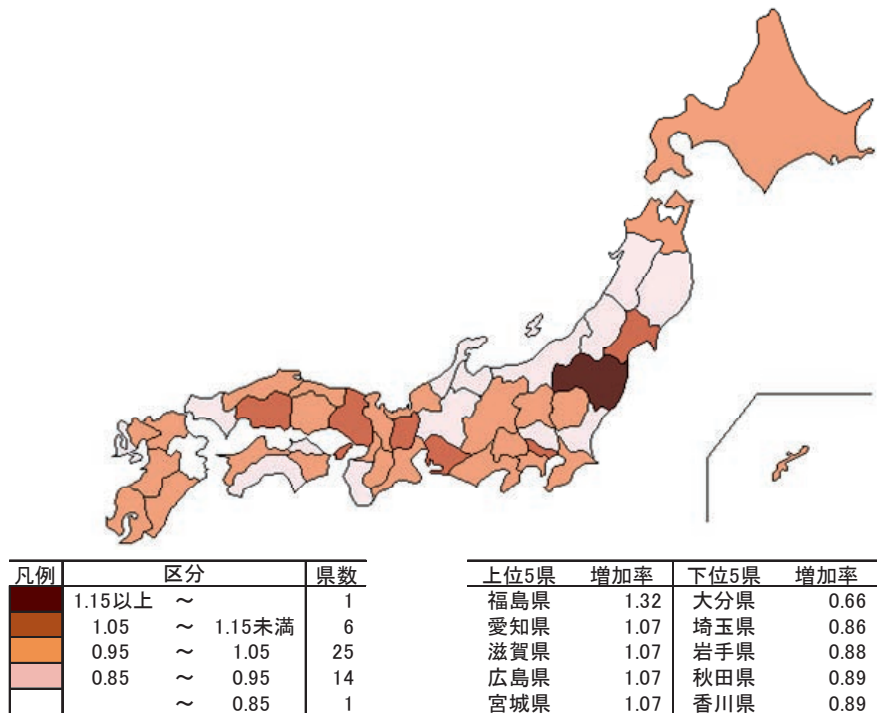 凡例 区分 県数
1.15以上 ～ 1
1.05 ～ 1.15未満 6
0.95 ～ 1.05 25
0.85 ～ 0.95 14
～ 0.85 1
上位5県 増加率 下位5県 増加率
福島県 1.32 大分県 0.66
愛知県 1.07 埼玉県 0.86
滋賀県 1.07 岩手県 0.88
広島県 1.07 秋田県 0.89
宮城県 1.07 香川県 0.89